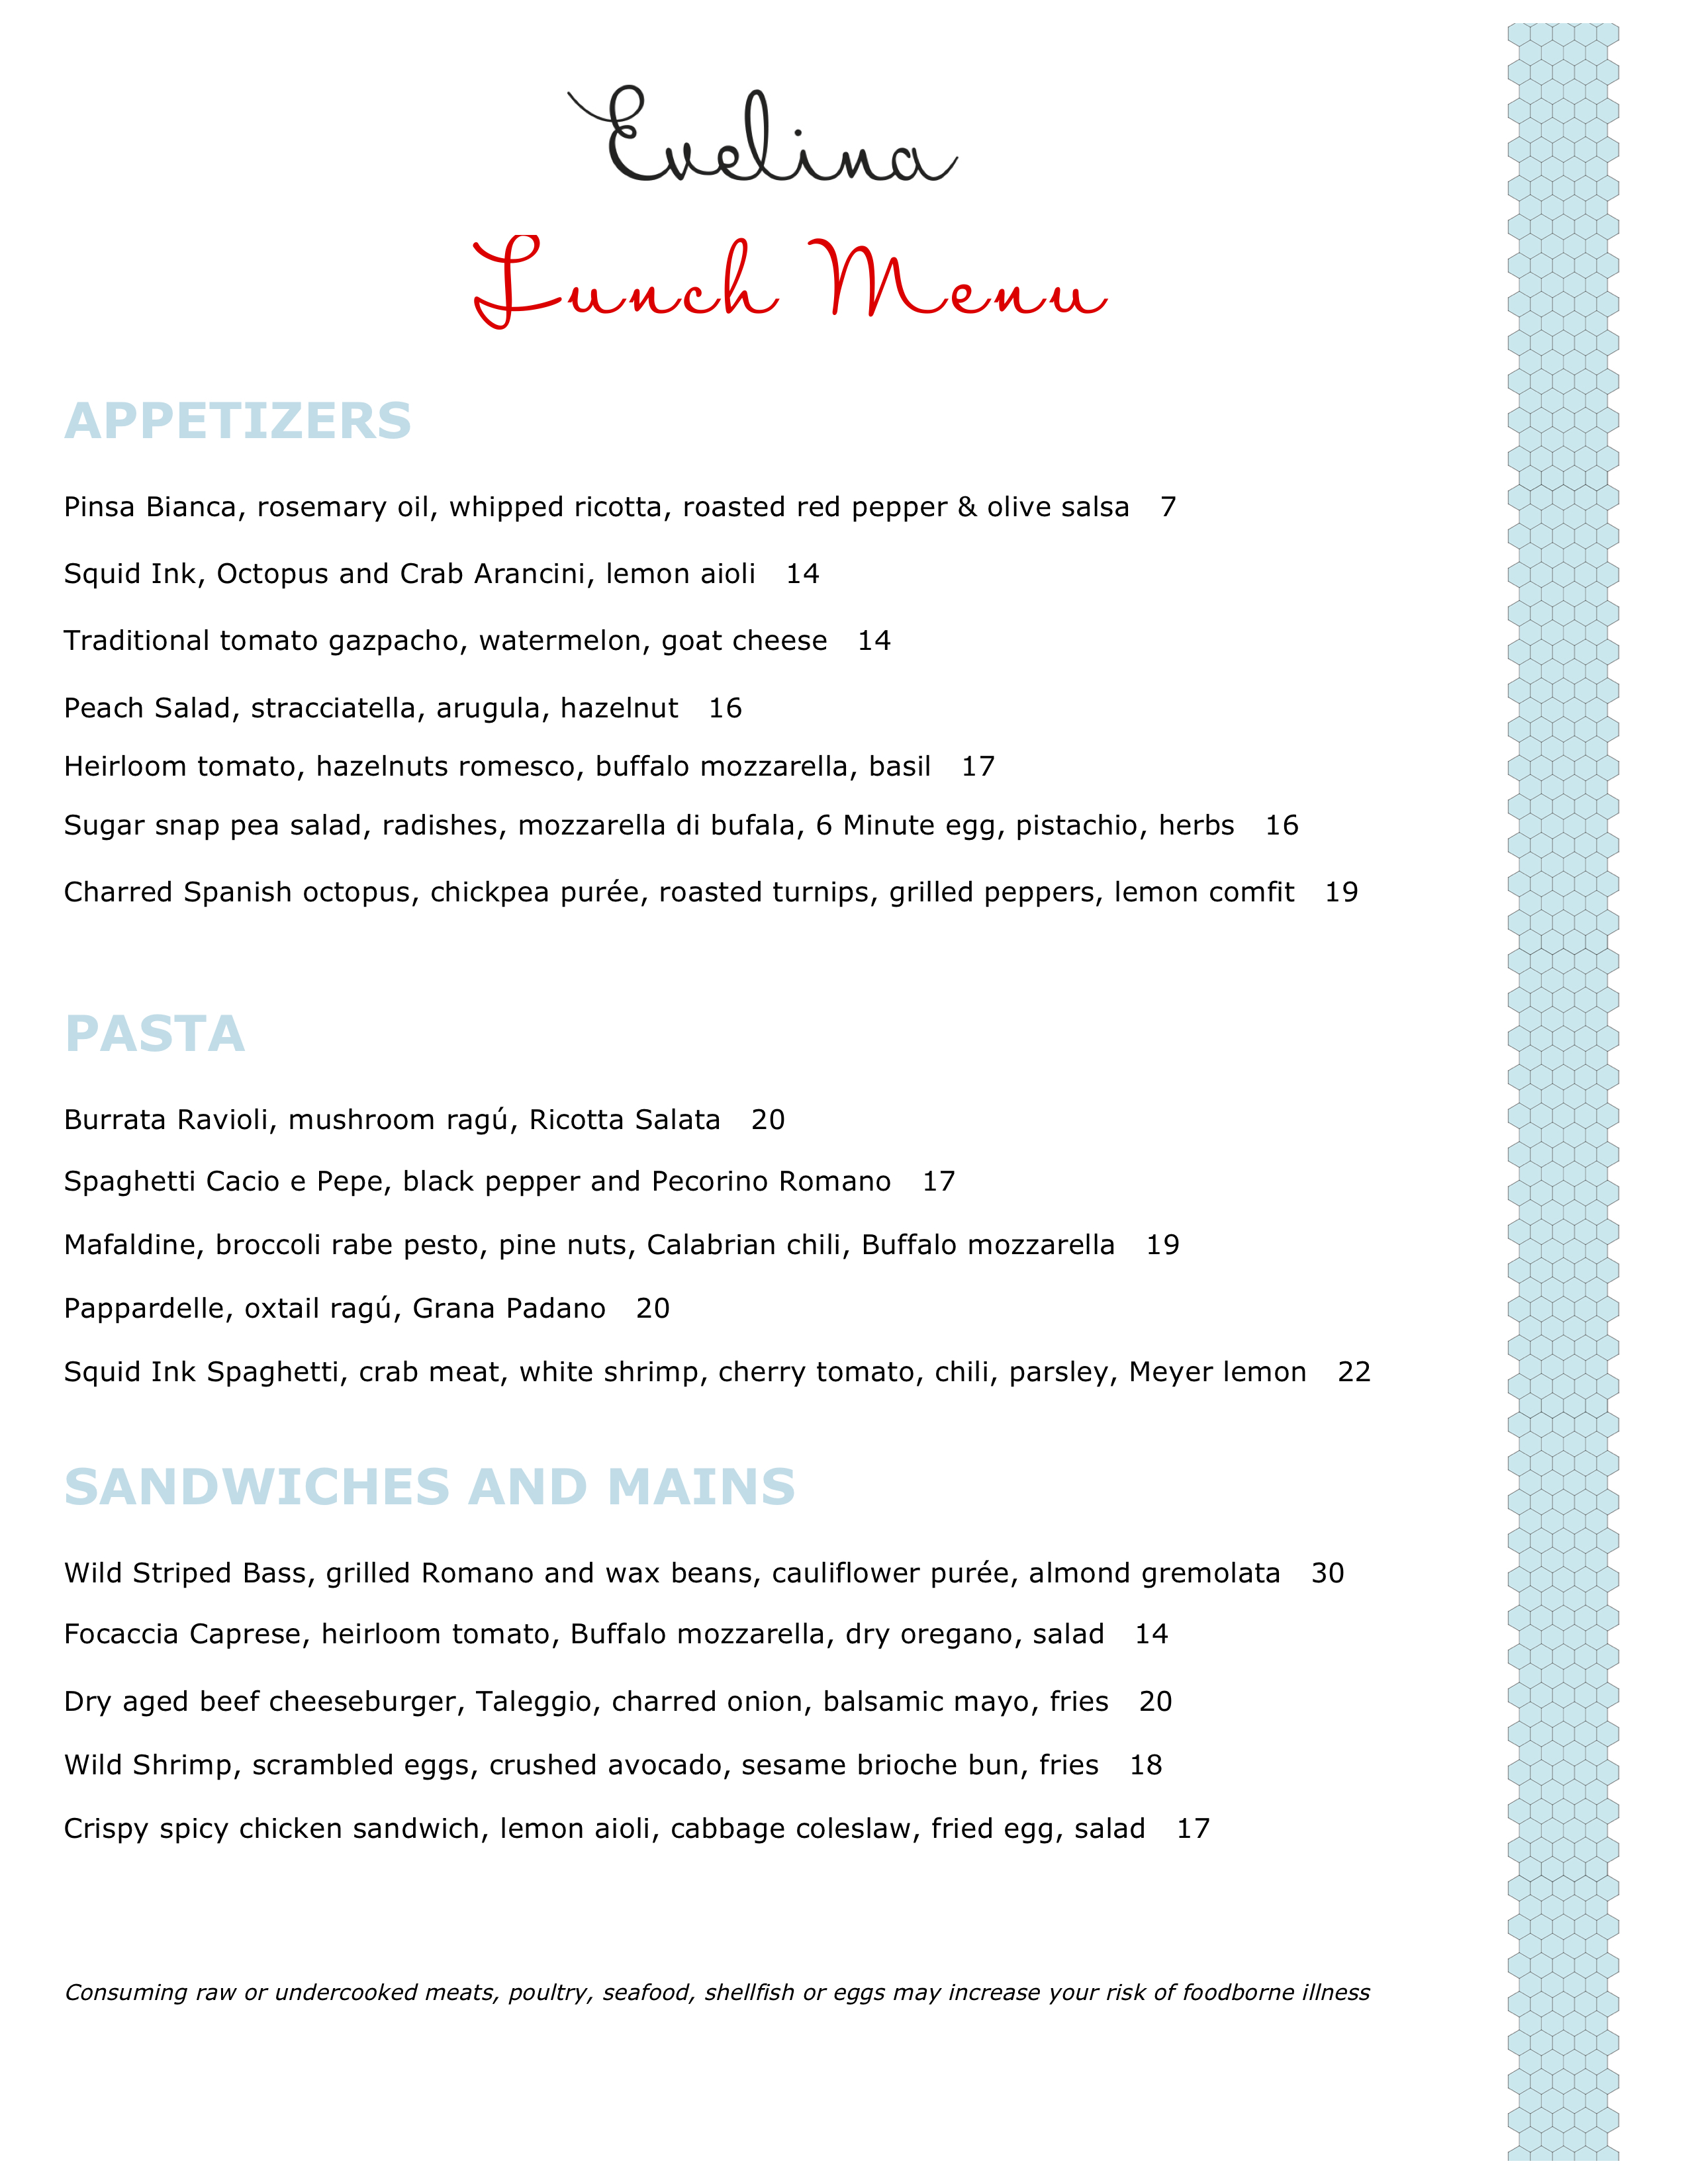 Evelina
Lunch Menu
APPETIZERS
Pinsa Bianca, rosemary oil, whipped ricotta, roasted red pepper & olive salsa 7
Squid Ink, Octopus and Crab Arancini, lemon aioli 14
Traditional tomato gazpacho, watermelon, goat cheese 14
Peach Salad, stracciatella, arugula, hazelnut 16
Heirloom tomato, hazelnuts romesco, buffalo mozzarella, basil 17
Sugar snap pea salad, radishes, mozzarella di bufala, 6 Minute egg, pistachio, herbs 16
Charred Spanish octopus, chickpea purée, roasted turnips, grilled peppers, lemon comfit 19
PASTA
Burrata Ravioli, mushroom ragú, Ricotta Salata 20
Spaghetti Cacio e Pepe, black pepper and Pecorino Romano 17
Mafaldine, broccoli rabe pesto, pine nuts, Calabrian chili, Buffalo mozzarella 19
Pappardelle, oxtail ragú, Grana Padano 20
Squid Ink Spaghetti, crab meat, white shrimp, cherry tomato, chili, parsley, Meyer lemon 22
SANDWICHES AND MAINS
Wild Striped Bass, grilled Romano and wax beans, cauliflower purée, almond gremolata 30
Focaccia Caprese, heirloom tomato, Buffalo mozzarella, dry oregano, salad 14
Dry aged beef cheeseburger, Taleggio, charred onion, balsamic mayo, fries 20
Wild Shrimp, scrambled eggs, crushed avocado, sesame brioche bun, fries 18
Crispy spicy chicken sandwich, lemon aioli, cabbage coleslaw, fried egg, salad 17
Consuming raw or undercooked meats, poultry, seafood, shellfish or eggs may increase your risk of foodborne illness